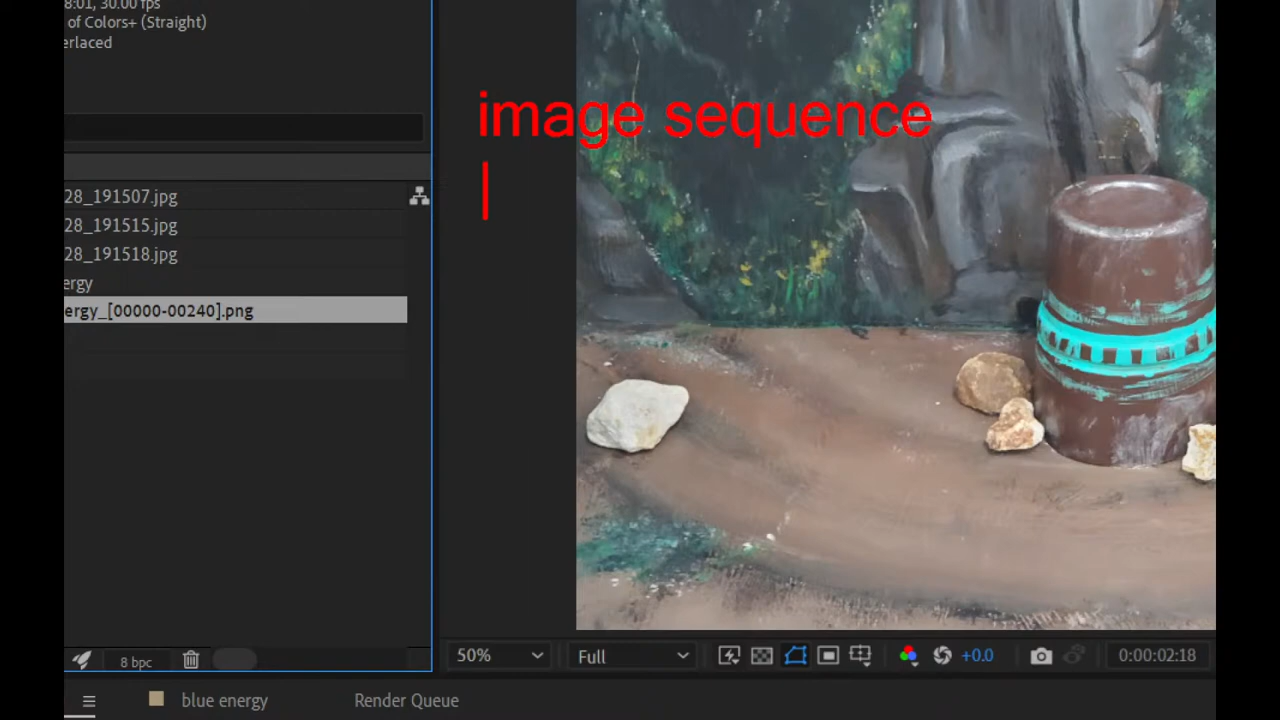 8:01, 30.00 fps
of Colors+ (Straight)
erlaced
image sequence
28_191507.jpg
28_191515.jpg
28_191518.jpg
ergy
ergy_[00000-00240].png
8 bpc
50%
Full
+0.0
0:00:02:18
blue energy
Render Queue